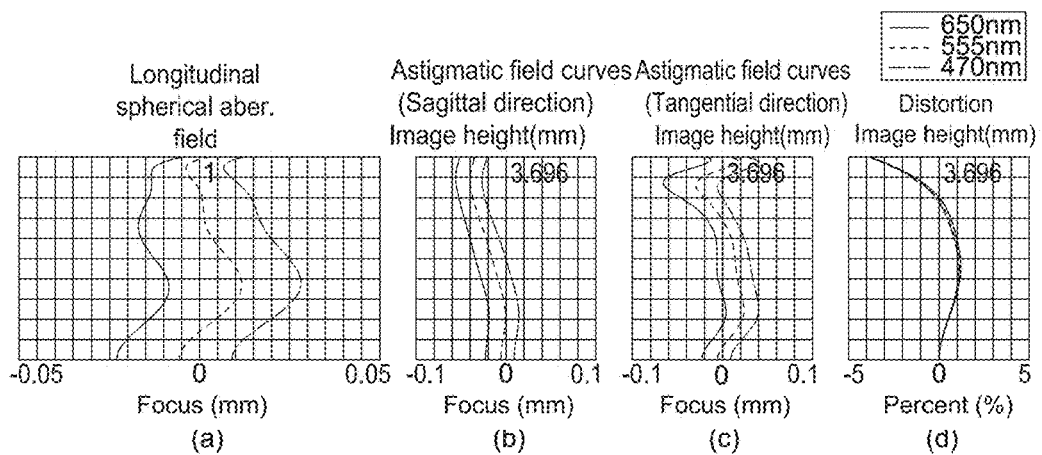 650nm
555nm
470nm
Longitudinal
spherical aber.
field
Astigmatic field curves
(Sagittal direction)
Image height(mm)
Astigmatic field curves
(Tangential direction)
Image height(mm)
Distortion
Image height(mm)
1
3.696
3.696
3.696
-0.05
0
0.05
-0.1
0
0.1
-0.1
0
0.1
-5
0
5
Focus (mm)
Focus (mm)
Focus (mm)
Percent (%)
(a)
(b)
(c)
(d)